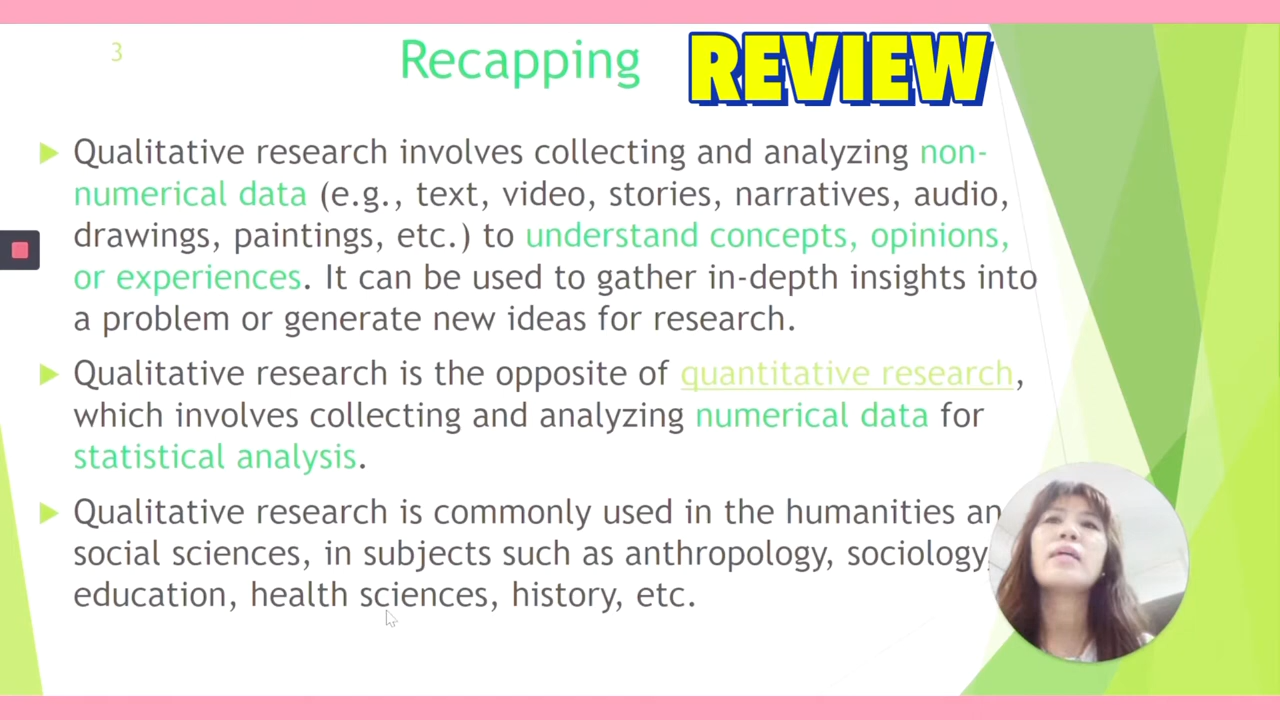 3
Recapping REVIEW
Qualitative research involves collecting and analyzing non-
numerical data (e.g., text, video, stories, narratives, audio,
drawings, paintings, etc.) to understand concepts, opinions,
or experiences. It can be used to gather in-depth insights into
a problem or generate new ideas for research.
Qualitative research is the opposite of quantitative research,
which involves collecting and analyzing numerical data for
statistical analysis.
Qualitative research is commonly used in the humanities an
social sciences, in subjects such as anthropology, sociology,
education, health sciences, history, etc.